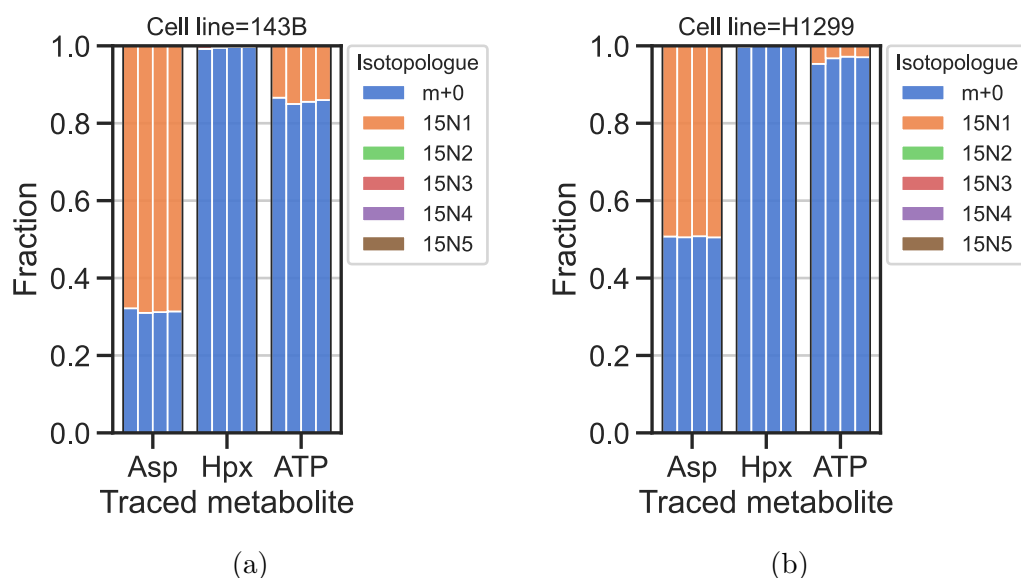 Cell line=143B
1.0
0.8
0.6
0.4
0.2
0.0
Fraction
Asp Hpx ATP
Traced metabolite
Isotopologue
m+0
15N1
15N2
15N3
15N4
15N5
(a)
Cell line=H1299
1.0
0.8
0.6
0.4
0.2
0.0
Fraction
Asp Hpx ATP
Traced metabolite
Isotopologue
m+0
15N1
15N2
15N3
15N4
15N5
(b)